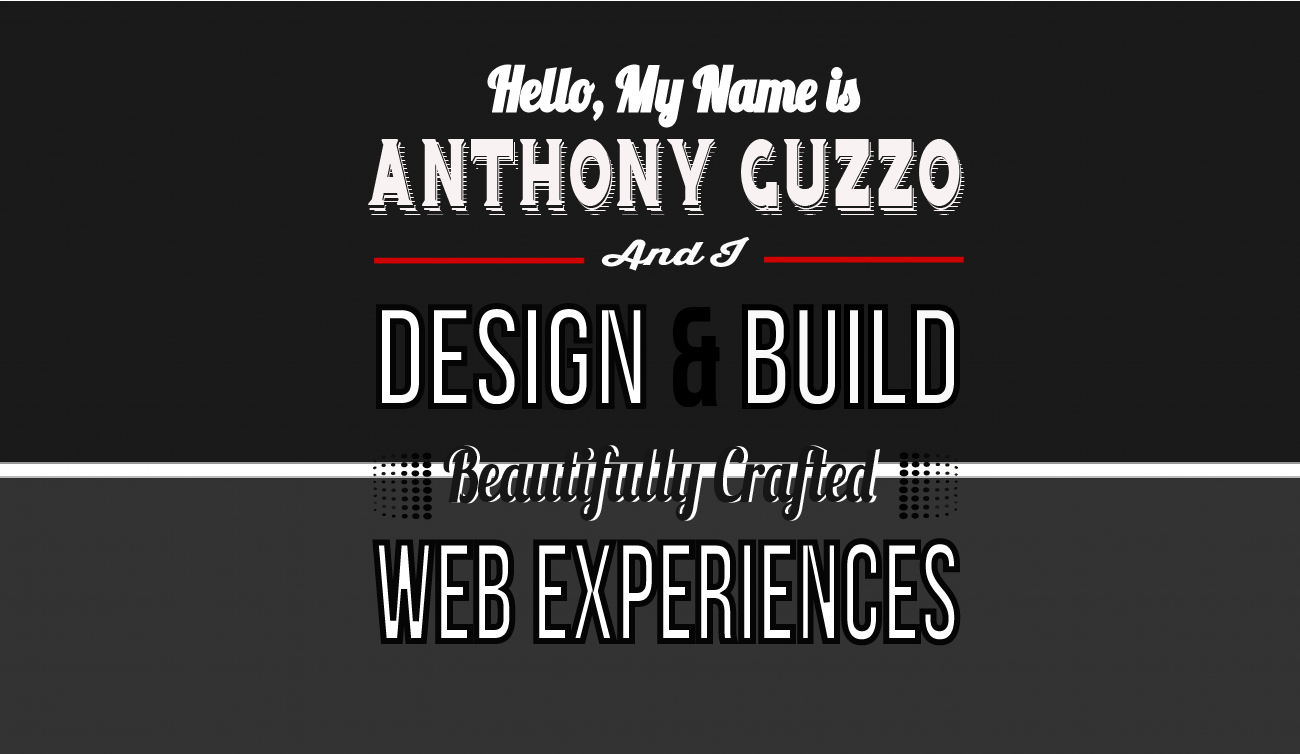 Hello, My Name is
ANTHONY GUZZO
And I
DESIGN & BUILD
Beautifully Crafted
WEB EXPERIENCES